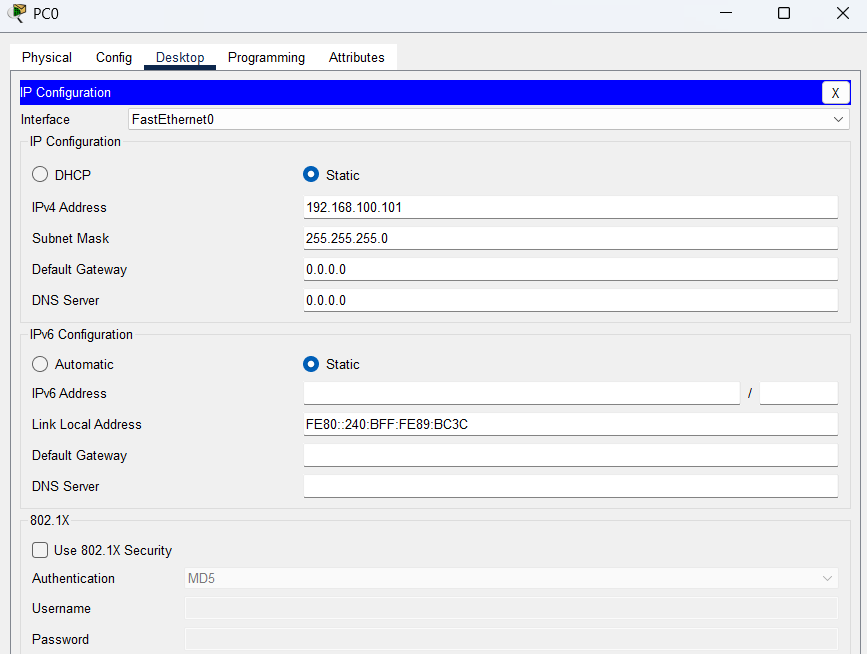 PC0
Physical Config Desktop Programming Attributes
IP Configuration X
Interface FastEthernet0
IP Configuration
DHCP Static
IPv4 Address 192.168.100.101
Subnet Mask 255.255.255.0
Default Gateway 0.0.0.0
DNS Server 0.0.0.0
IPv6 Configuration
Automatic Static
IPv6 Address /
Link Local Address FE80::240:BFF:FE89:BC3C
Default Gateway
DNS Server
802.1X
Use 802.1X Security
Authentication MD5
Username
Password